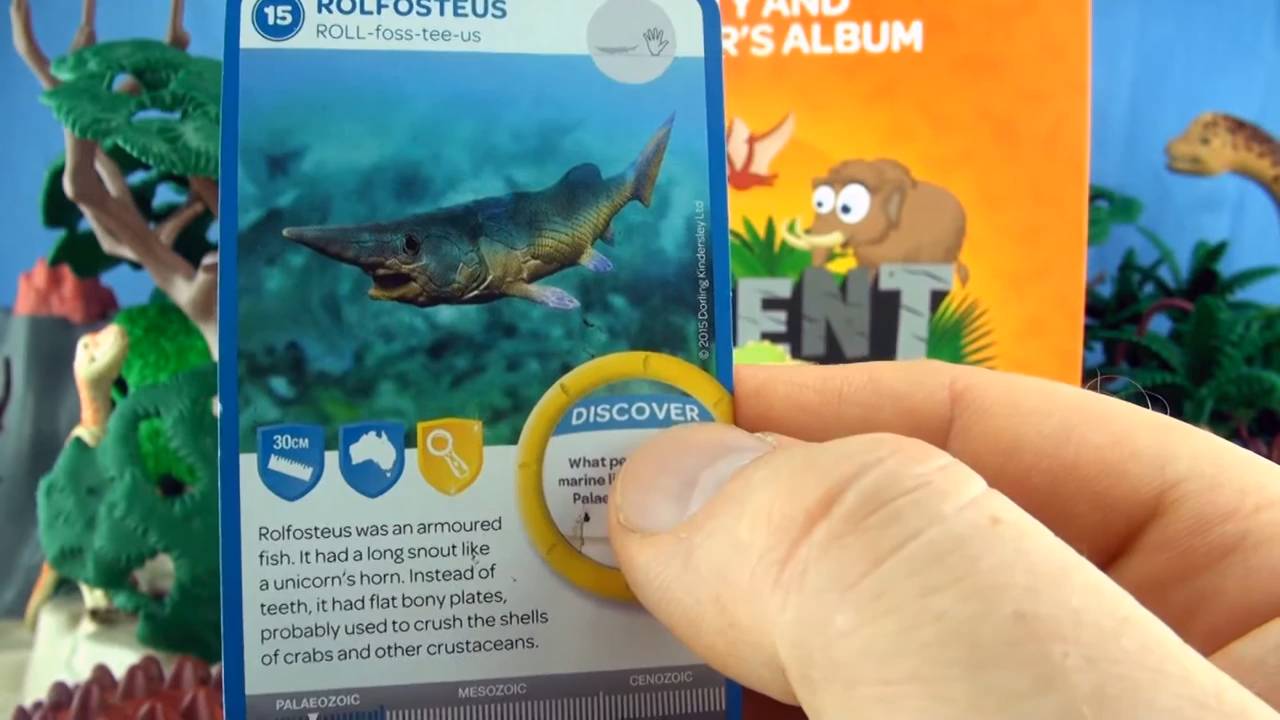 15
ROLFOSTEUS
ROLL-foss-tee-us
Y AND
R'S ALBUM
© 2015 Dorling Kindersley Ltd
ENT
30CM
DISCOVER
What pe
marine li
Palae
Rolfosteus was an armoured
fish. It had a long snout like
a unicorn's horn. Instead of
teeth, it had flat bony plates,
probably used to crush the shells
of crabs and other crustaceans.
PALAEOZOIC
MESOZOIC
CENOZOIC